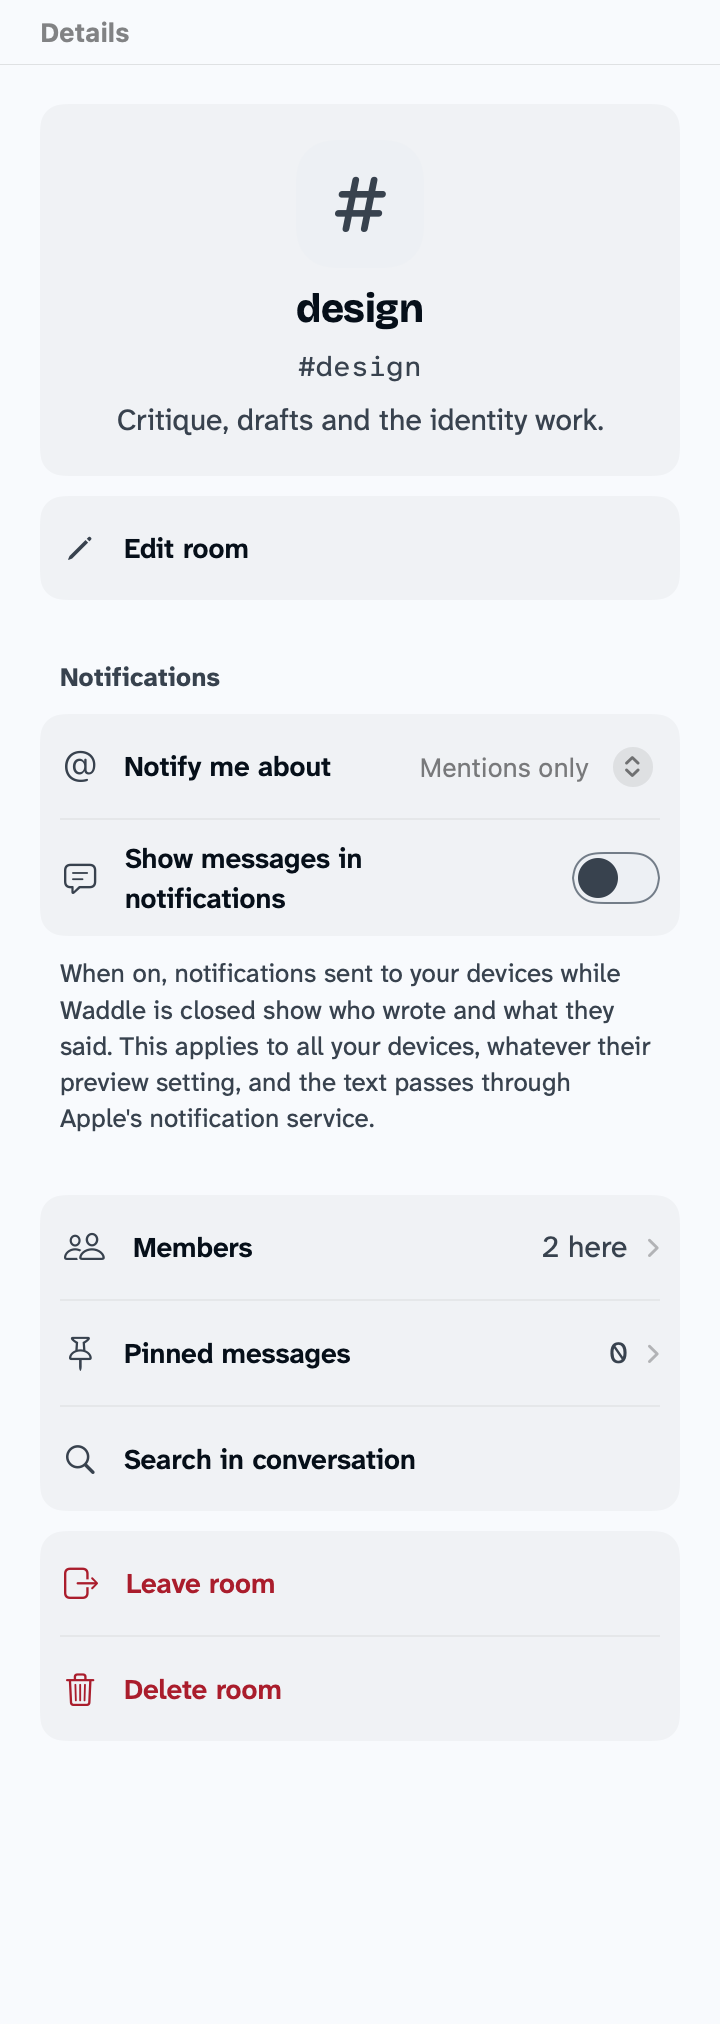 Details
#
design
#design
Critique, drafts and the identity work.
Edit room
Notifications
@ Notify me about Mentions only
Show messages in
notifications
When on, notifications sent to your devices while
Waddle is closed show who wrote and what they
said. This applies to all your devices, whatever their
preview setting, and the text passes through
Apple's notification service.
Members 2 here
Pinned messages 0
Search in conversation
Leave room
Delete room